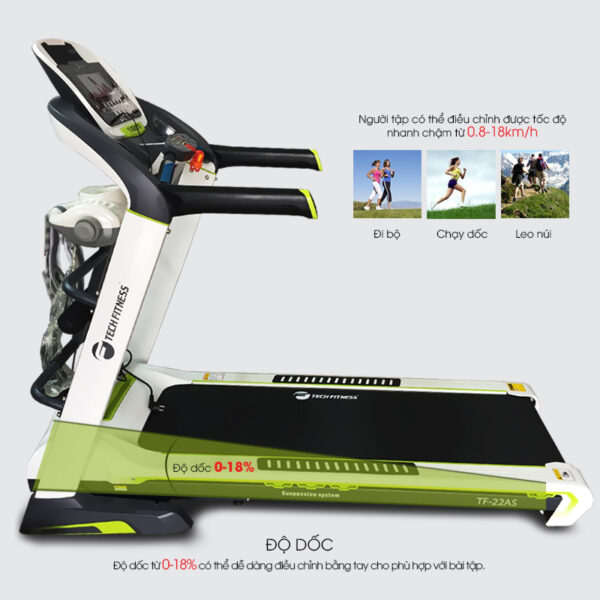 Người tập có thể điều chỉnh được tốc độ
nhanh chậm từ 0.8-18km/h
Đi bộ
Chạy dốc
Leo núi
TECH FITNESS
TECH FITNESS
Độ dốc 0-18%
Suspension system
TF-22AS
ĐỘ DỐC
Độ dốc từ 0-18% có thể dễ dàng điều chỉnh bằng tay cho phù hợp với bài tập.